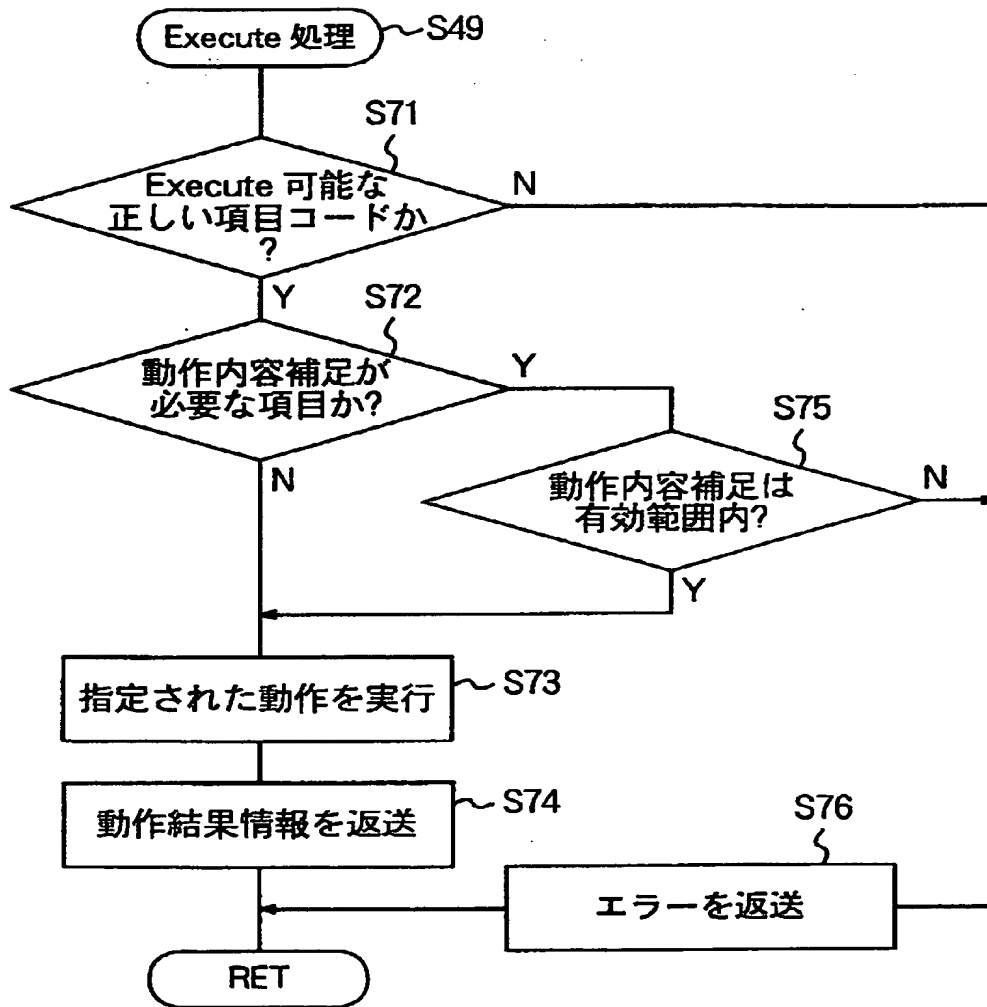 Execute 処理
S49
S71
Execute 可能な
正しい項目コードか
?
N
Y
S72
動作内容補足が
必要な項目か?
Y
N
S75
動作内容補足は
有効範囲内?
N
Y
指定された動作を実行
S73
動作結果情報を返送
S74
S76
エラーを返送
RET